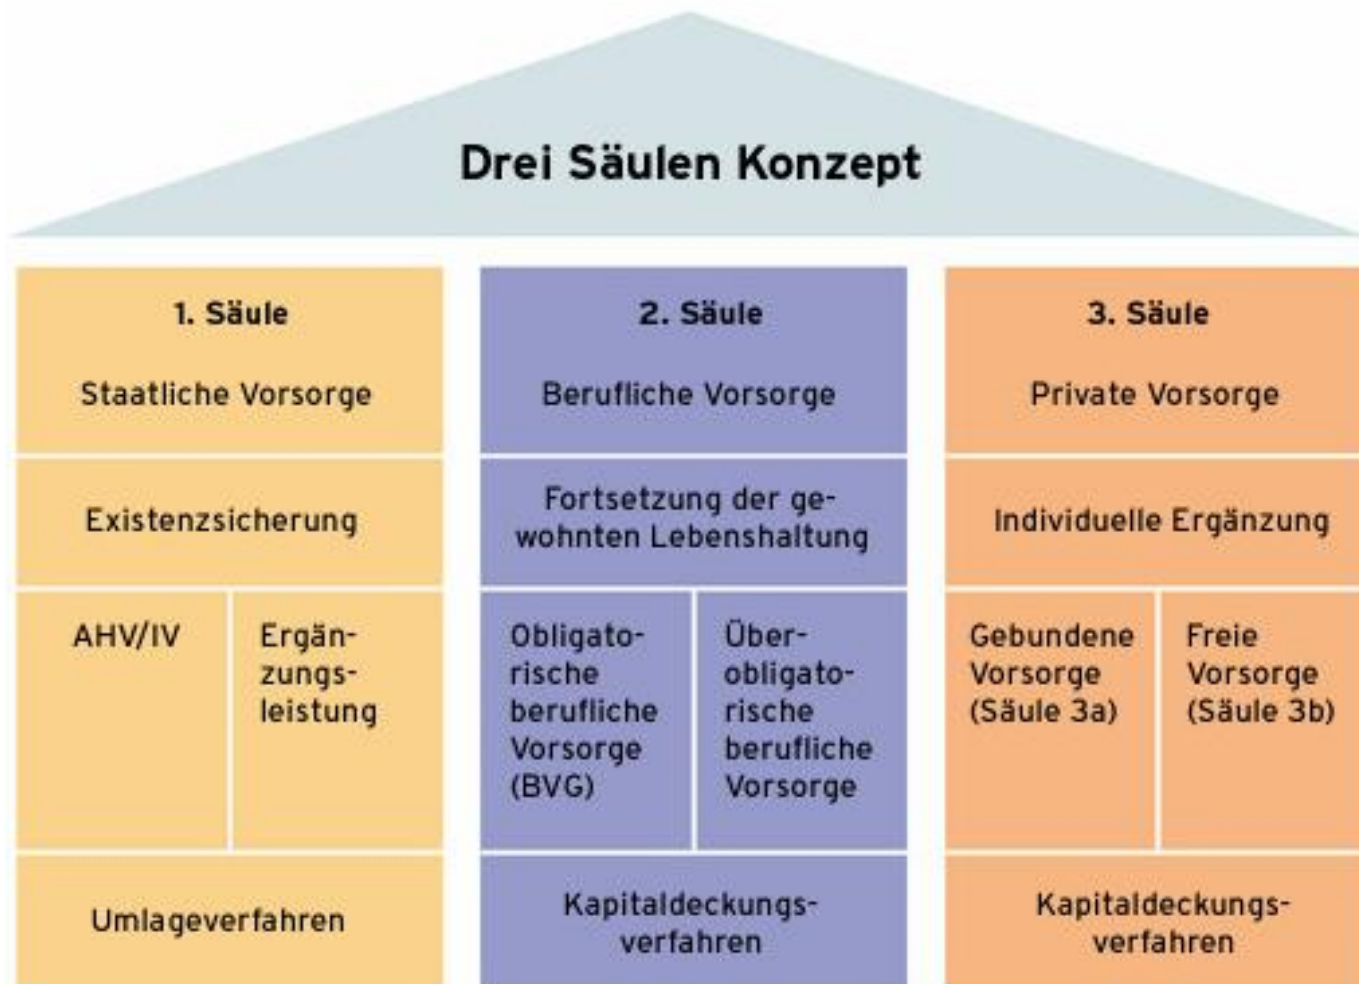 Drei Säulen Konzept
1. Säule
Staatliche Vorsorge
Existenzsicherung
AHV/IV
Ergän-
zungs-
leistung
Umlageverfahren
2. Säule
Berufliche Vorsorge
Fortsetzung der ge-
wohnten Lebenshaltung
Obligato-
rische
berufliche
Vorsorge
(BVG)
Über-
obligato-
rische
berufliche
Vorsorge
Kapitaldeckungs-
verfahren
3. Säule
Private Vorsorge
Individuelle Ergänzung
Gebundene
Vorsorge
(Säule 3a)
Freie
Vorsorge
(Säule 3b)
Kapitaldeckungs-
verfahren